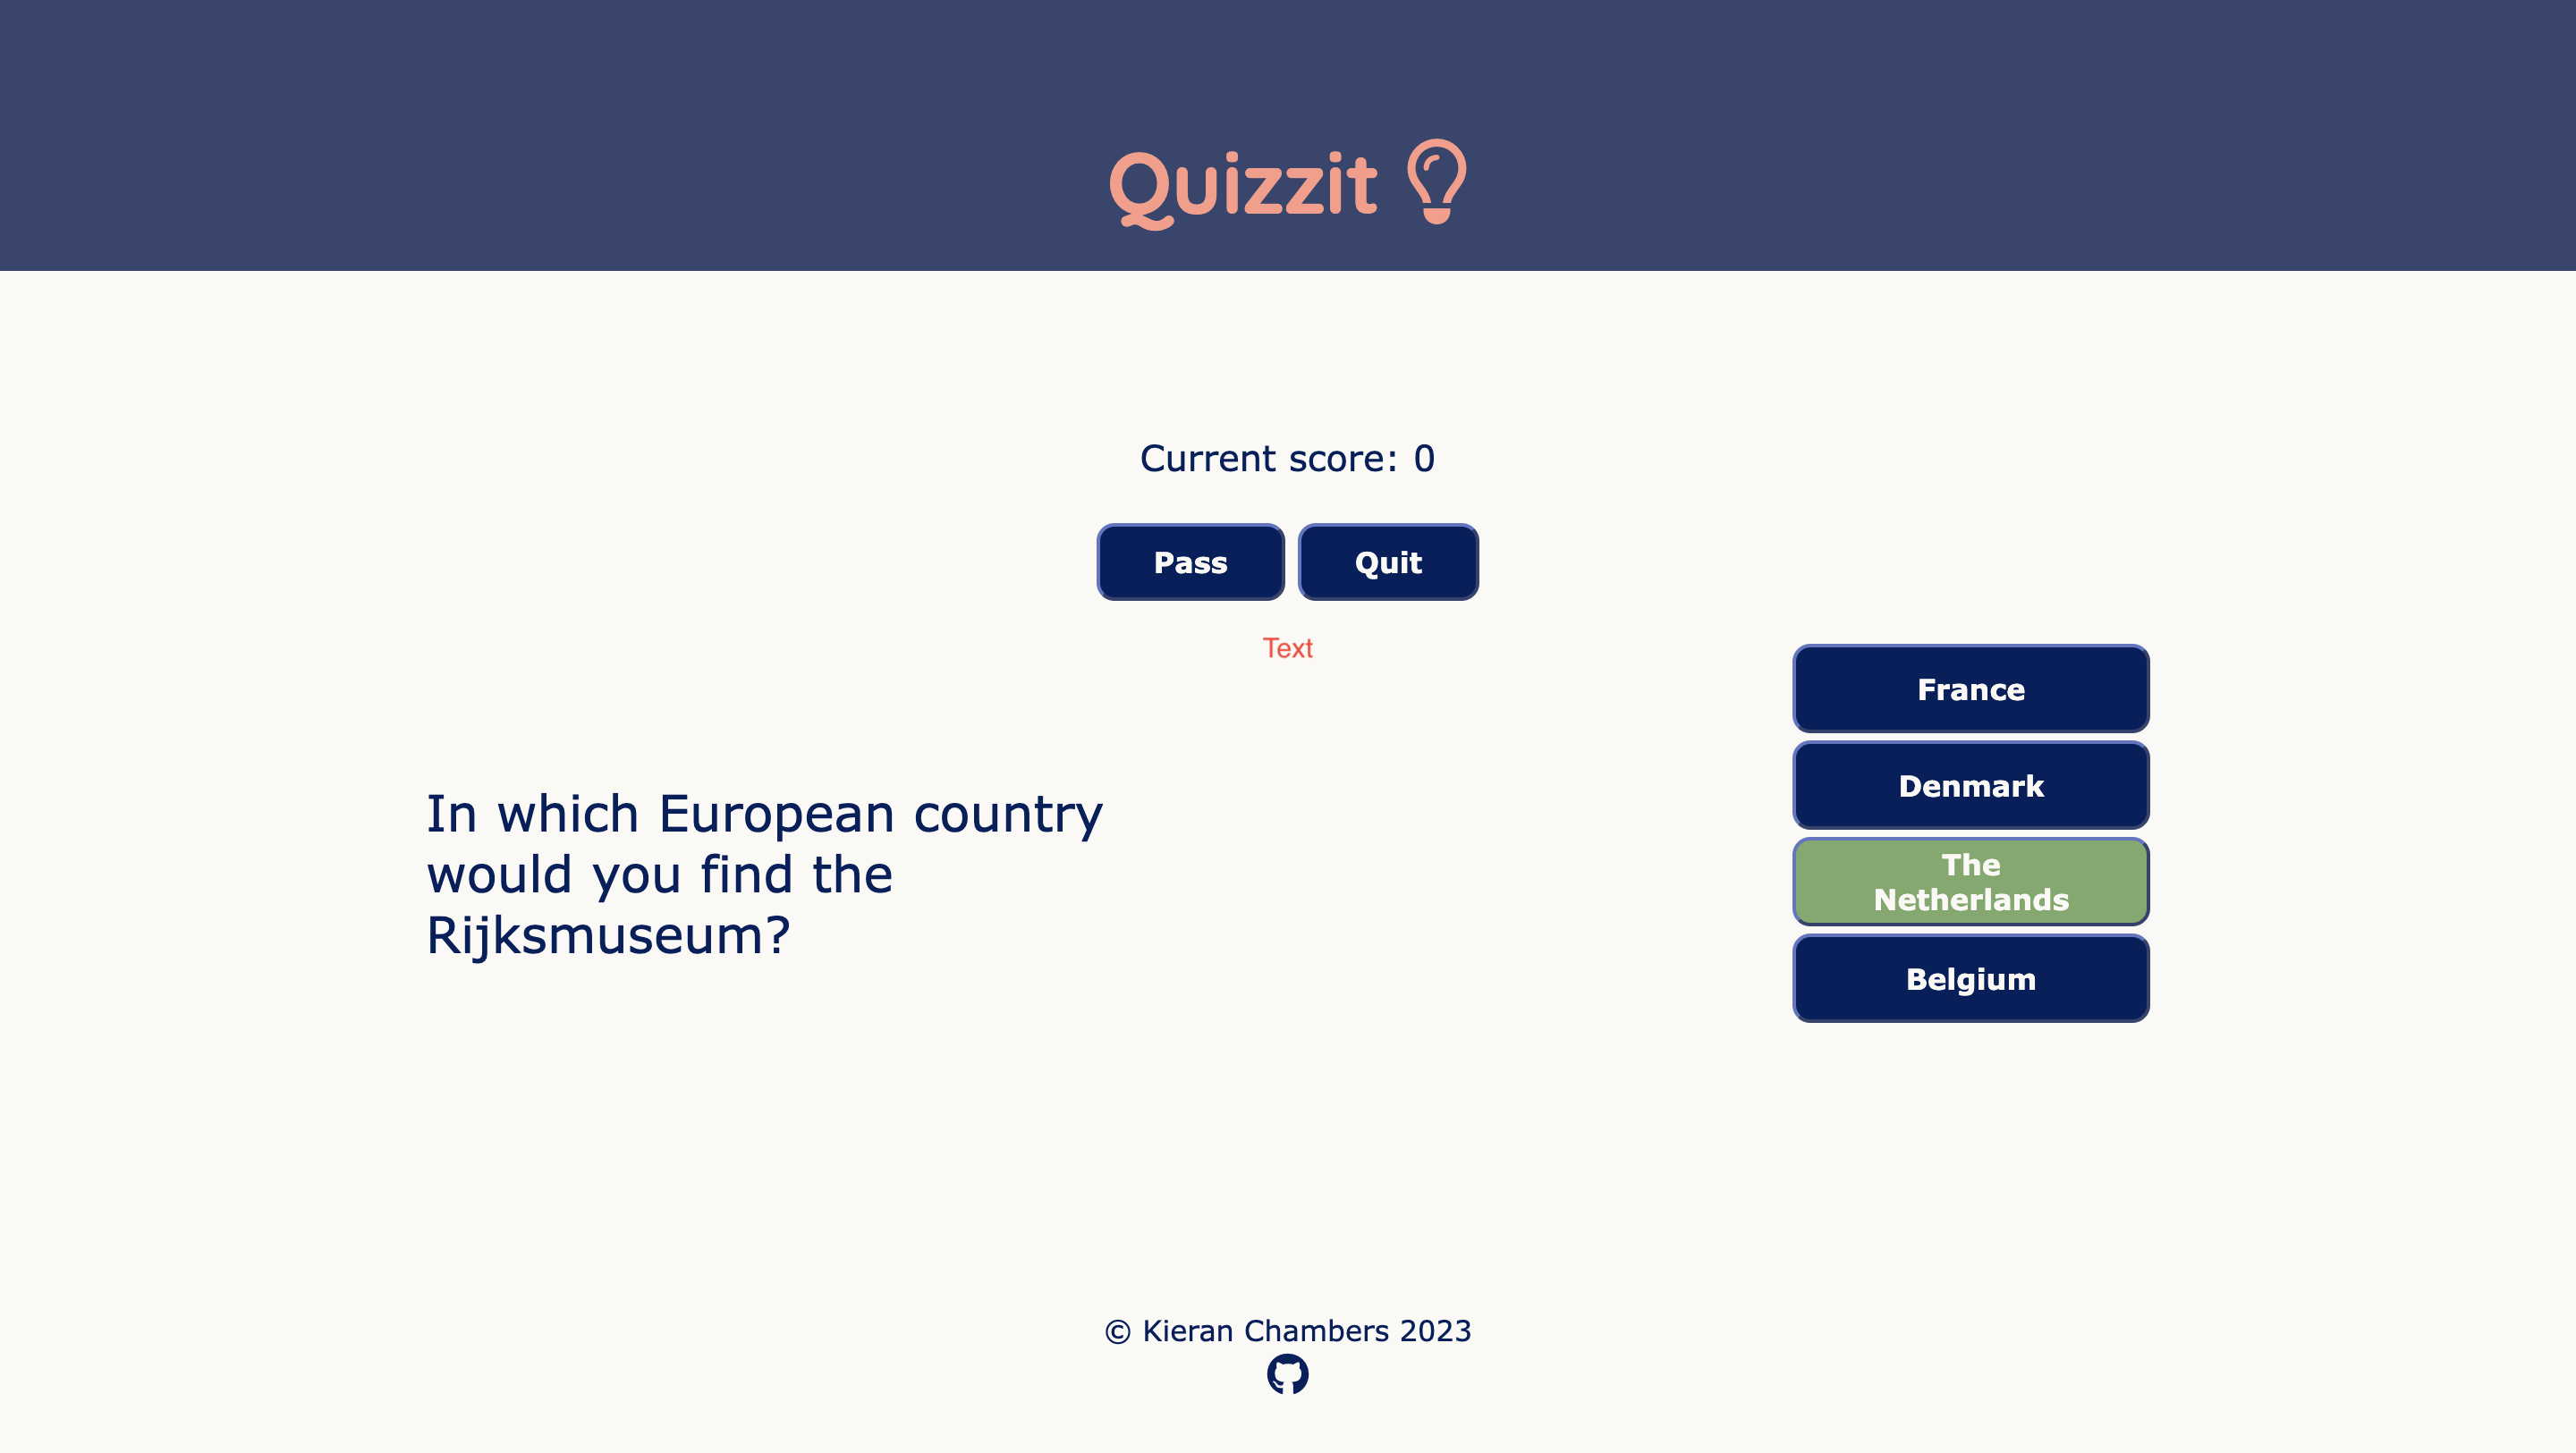 Quizzit
Current score: 0
Pass
Quit
Text
In which European country
would you find the
Rijksmuseum?
France
Denmark
The
Netherlands
Belgium
© Kieran Chambers 2023